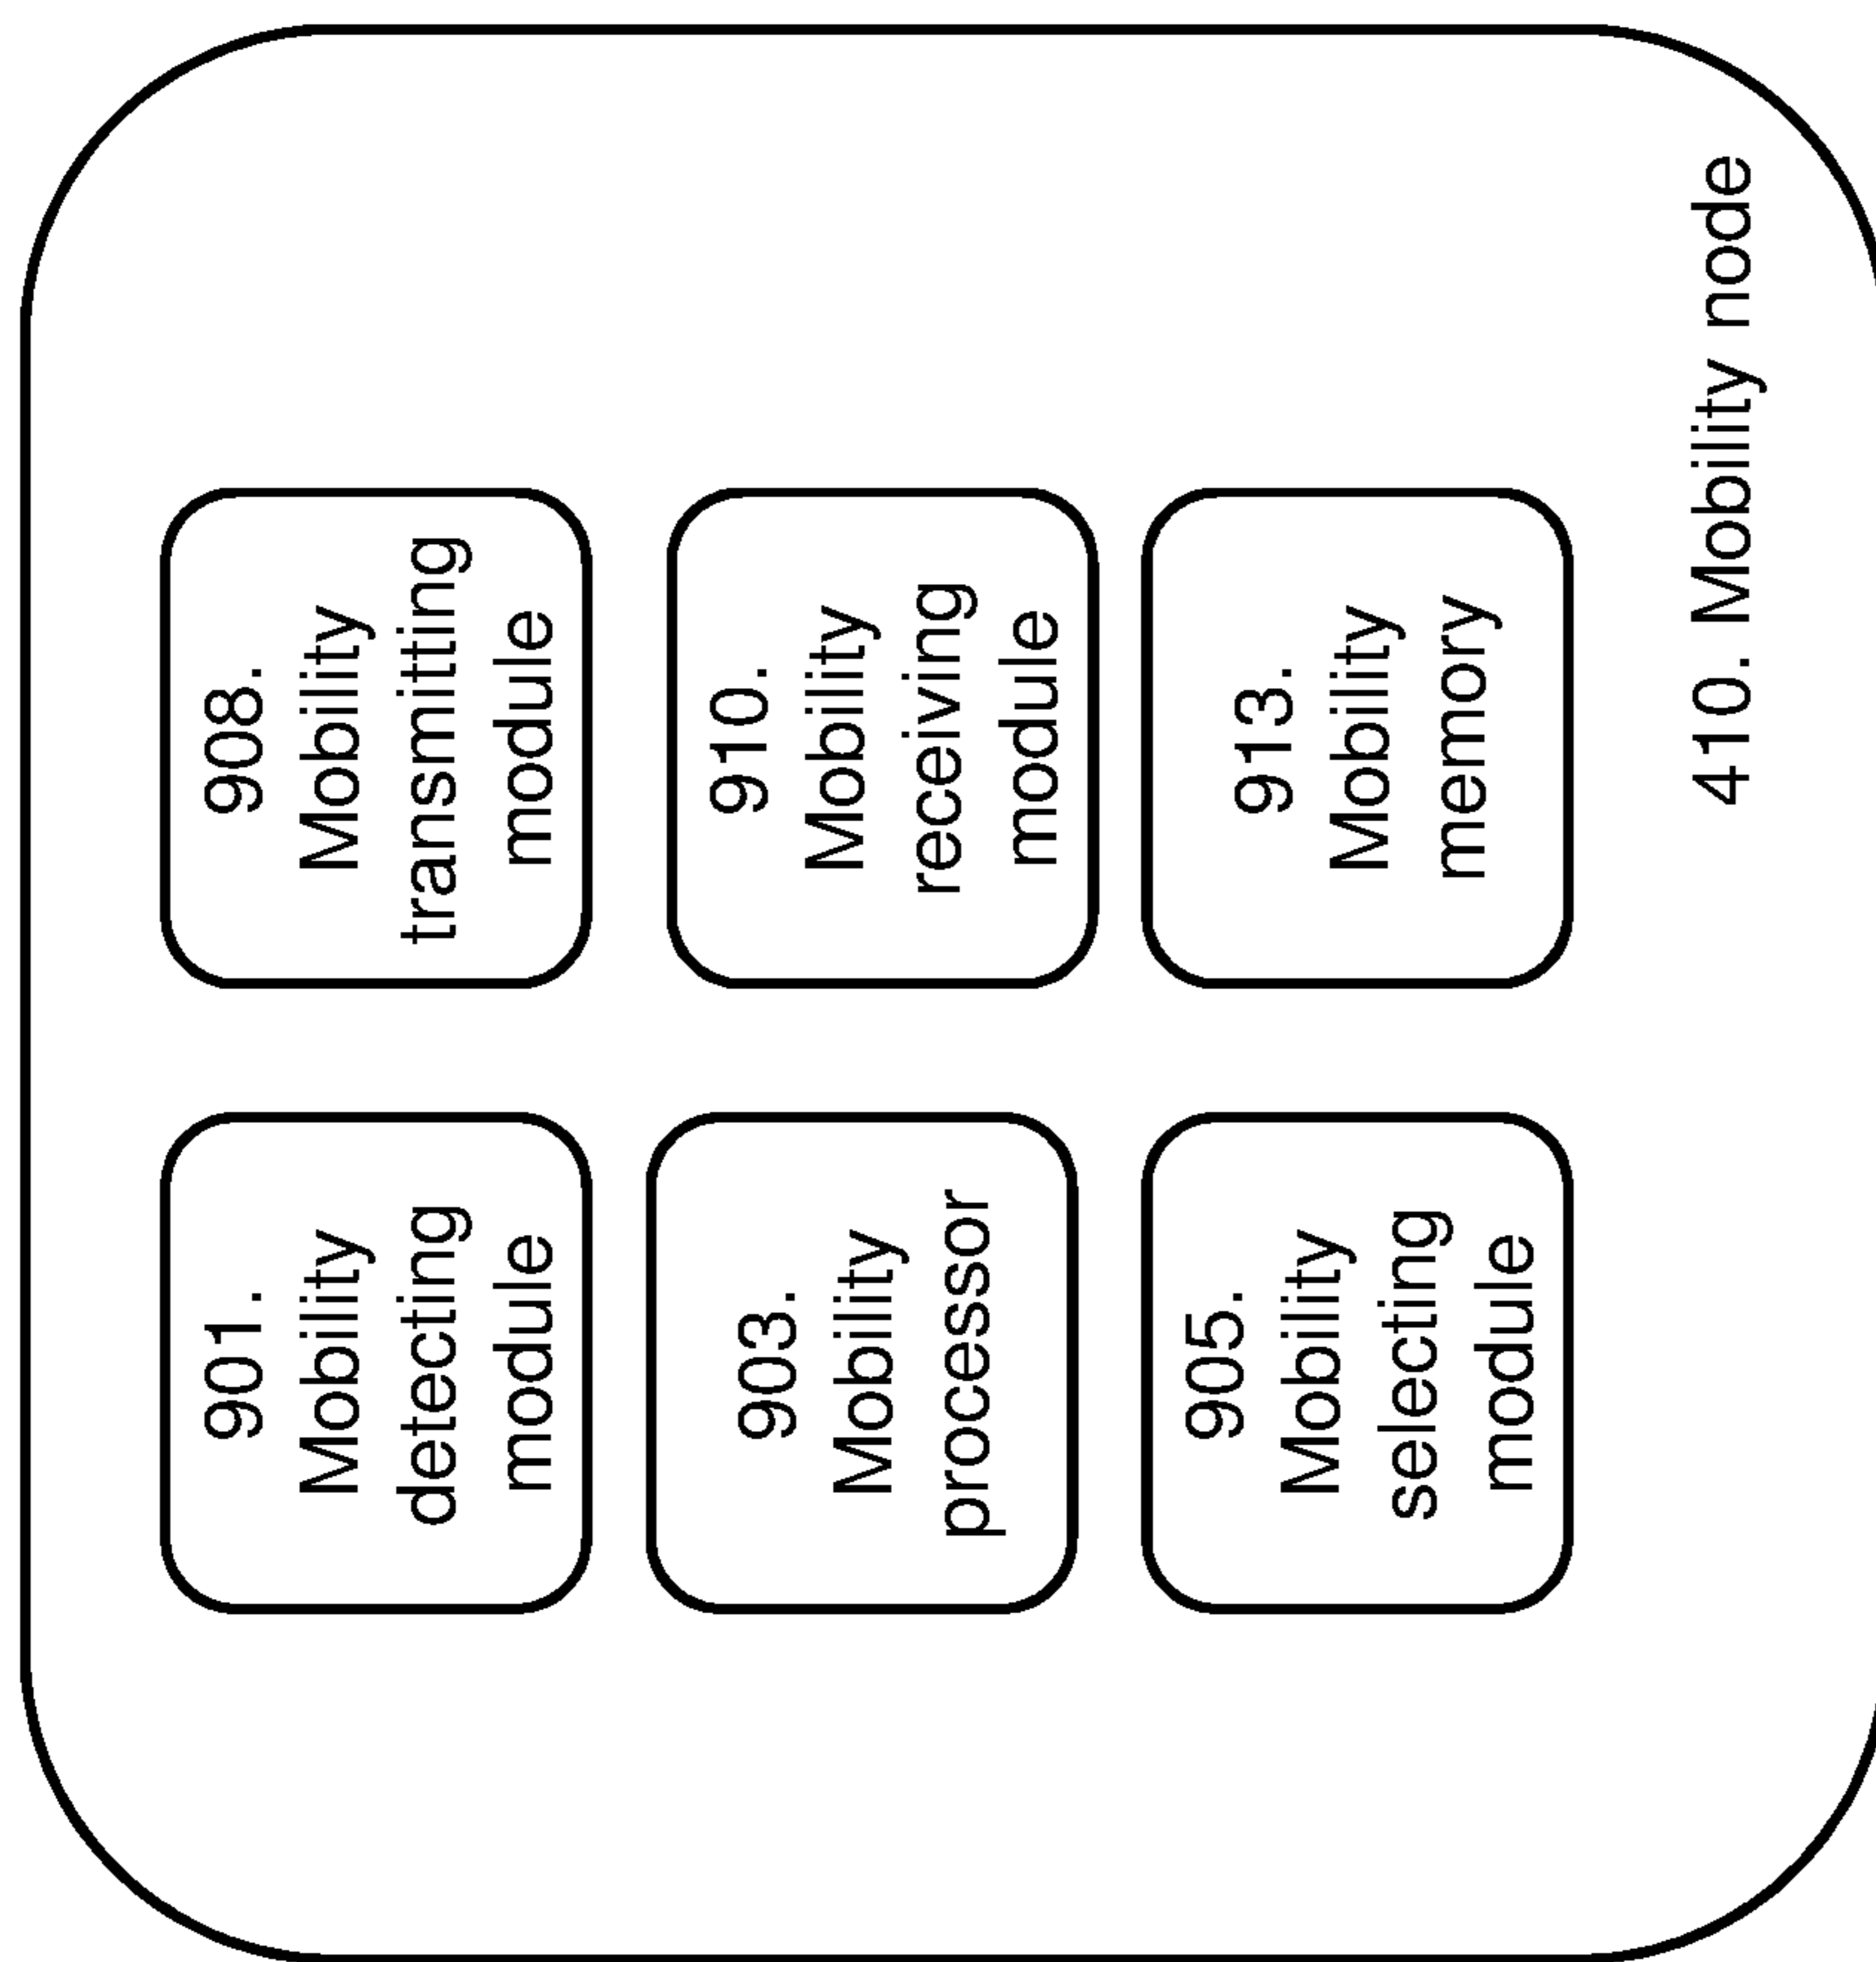 901.
Mobility
detecting
module
908.
Mobility
transmitting
module
903.
Mobility
processor
910.
Mobility
receiving
module
905.
Mobility
selecting
module
913.
Mobility
memory
410. Mobility node